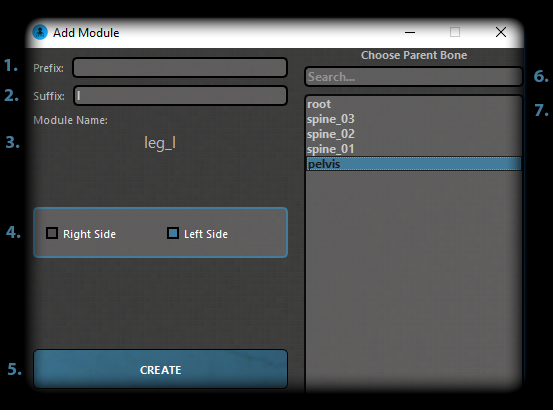 Add Module
Choose Parent Bone
1. Prefix:
Search... 6.
2. Suffix: l
7.
root
Module Name:
spine_03
3. leg_l
spine_02
spine_01
pelvis
4. Right Side Left Side
5. CREATE